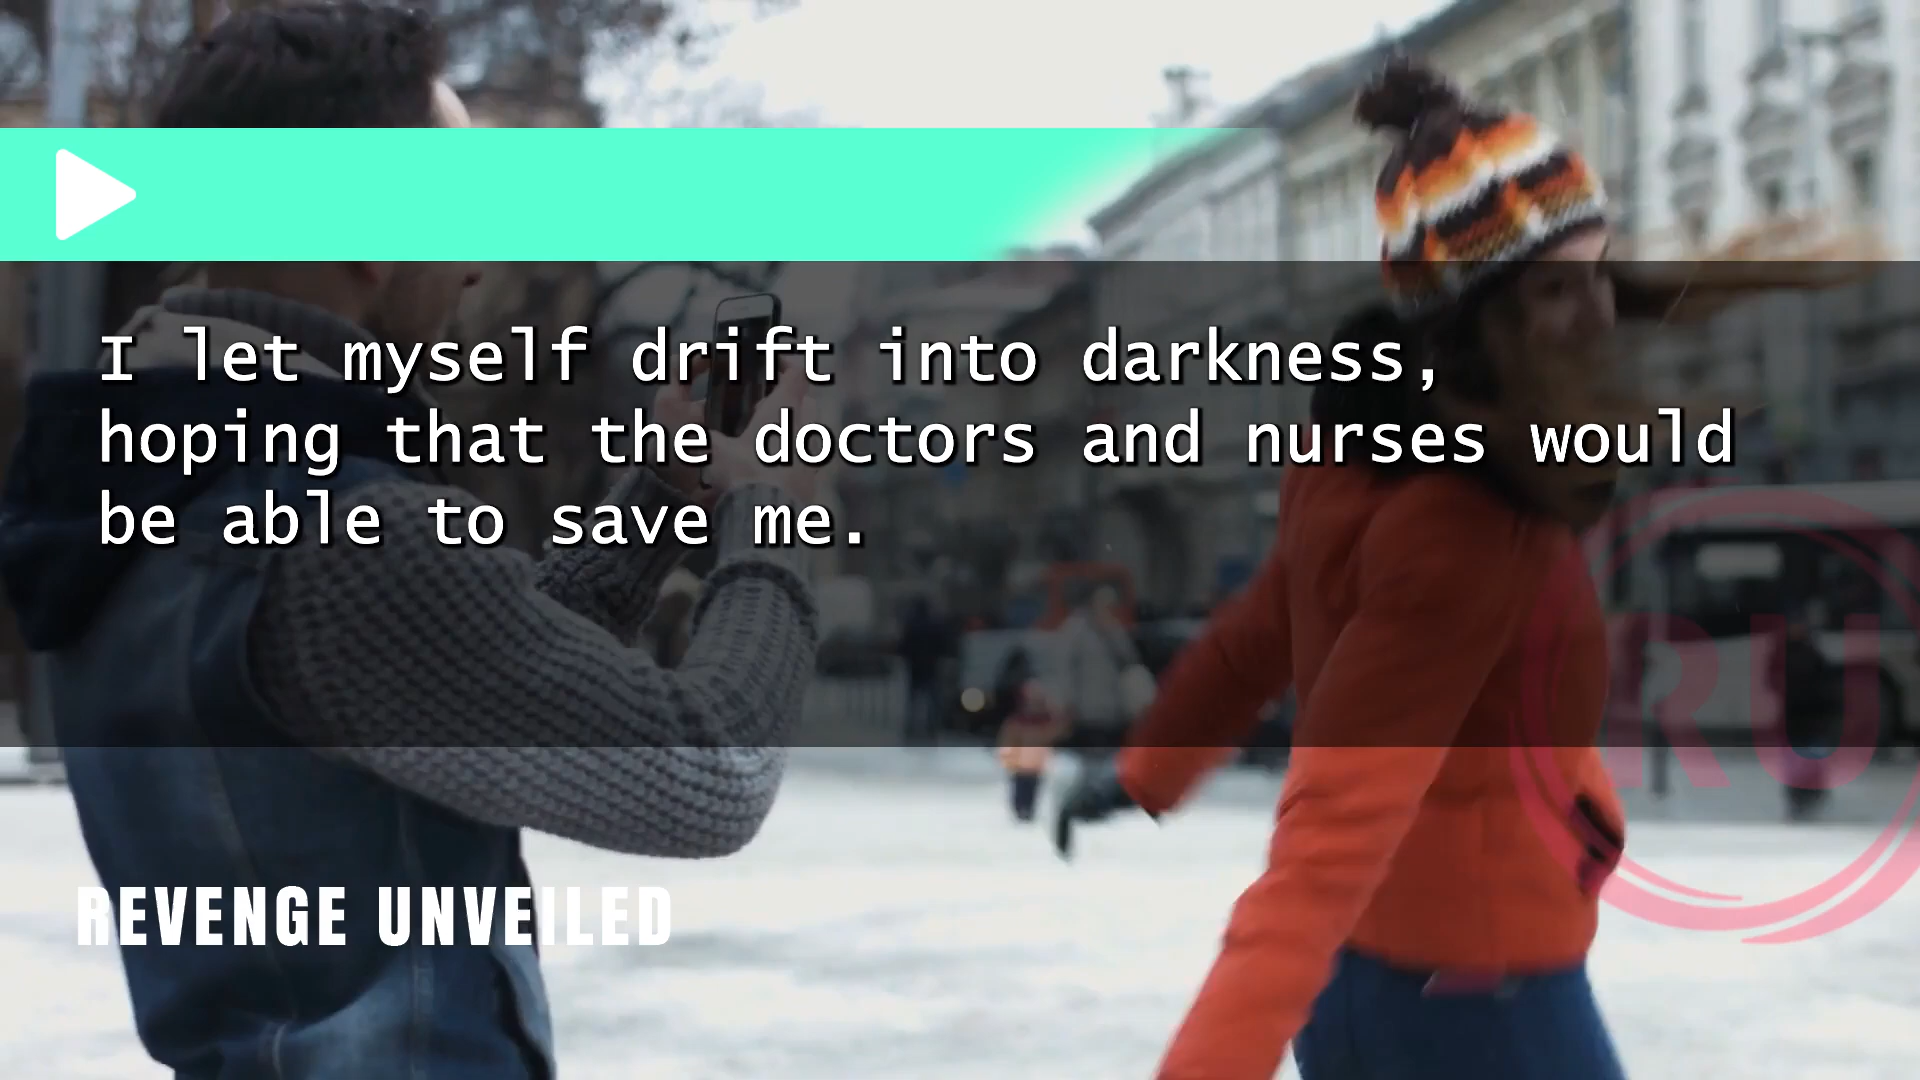 I let myself drift into darkness,
hoping that the doctors and nurses would
be able to save me.
RU
REVENGE UNVEILED